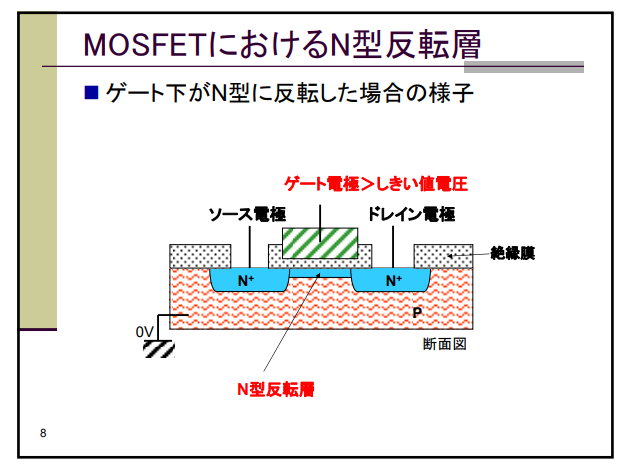 MOSFETにおけるN型反転層
■ ゲート下がN型に反転した場合の様子
ゲート電極＞しきい値電圧
ソース電極
ドレイン電極
絶縁膜
N⁺
N⁺
P
0V
断面図
N型反転層
8